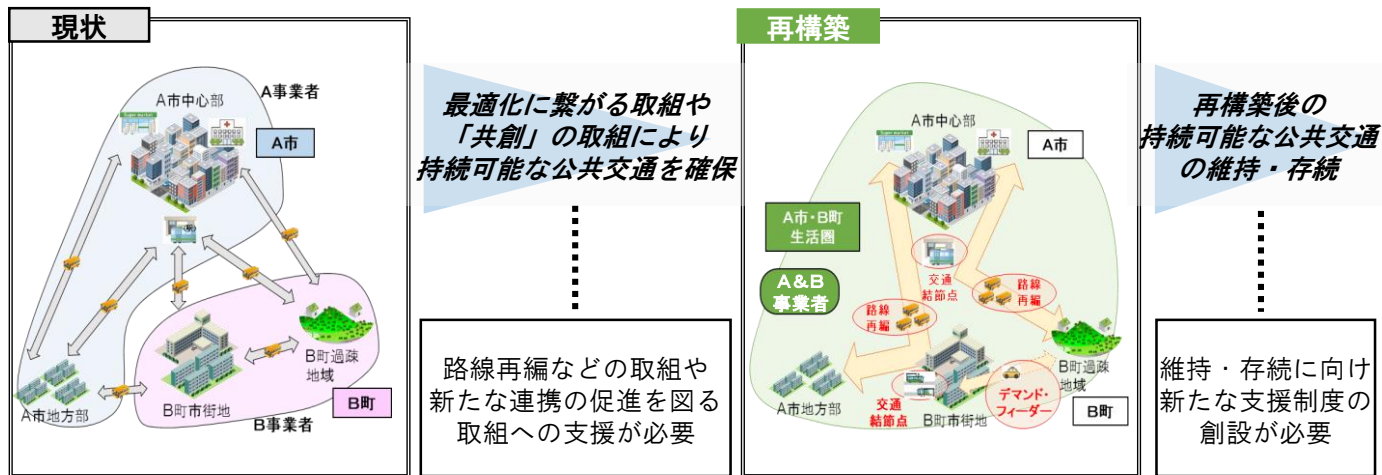 現状
A事業者
A市中心部
A市
A市地方部
B町市街地
B町過疎
地域
B町
B事業者
最適化に繋がる取組や
「共創」の取組により
持続可能な公共交通を確保
路線再編などの取組や
新たな連携の促進を図る
取組への支援が必要
再構築
A市中心部
A市
A市・B町
生活圏
A&B
事業者
交通
結節点
路線
再編
路線
再編
A市地方部
交通
結節点
B町市街地
デマンド・
フィーダー
B町過疎
地域
B町
再構築後の
持続可能な公共交通
の維持・存続
維持・存続に向け
新たな支援制度の
創設が必要